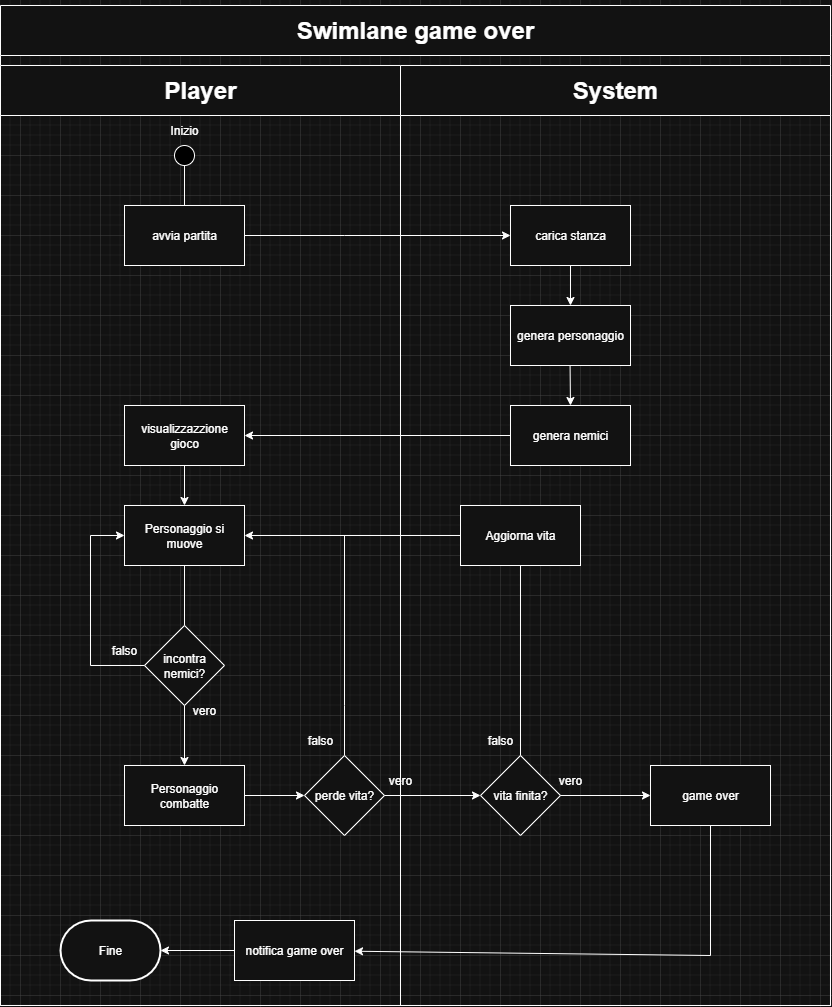 Swimlane game over
Player
System
Inizio
avvia partita
carica stanza
genera personaggio
visualizzazzione
gioco
genera nemici
Personaggio si
muove
Aggiorna vita
falso
incontra
nemici?
vero
falso
falso
Personaggio
combatte
perde vita?
vero
vita finita?
vero
game over
Fine
notifica game over